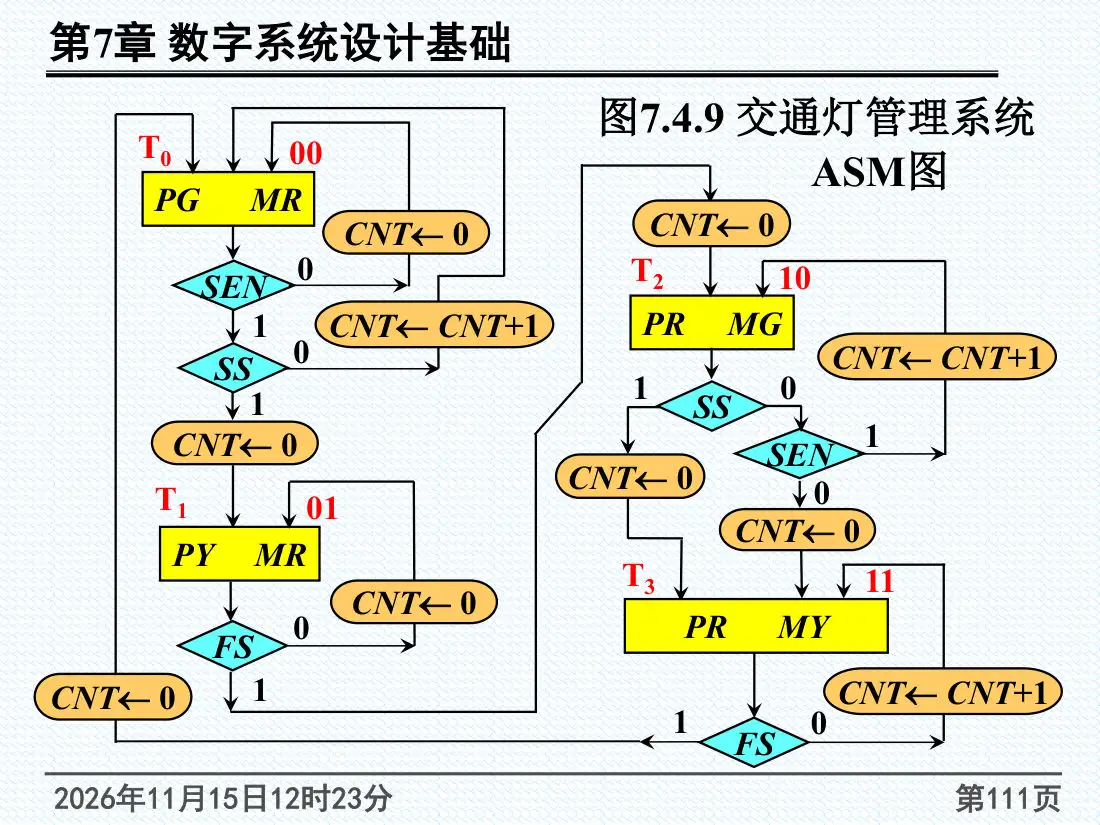 第7章 数字系统设计基础
图7.4.9 交通灯管理系统
ASM图
T0
00
PG MR
CNT← 0
SEN
0
1
CNT← CNT+1
SS
0
1
CNT← 0
T1
01
PY MR
CNT← 0
FS
0
1
CNT← 0
CNT← 0
T2
10
PR MG
CNT← CNT+1
1
SS
0
SEN
1
CNT← 0
0
CNT← 0
T3
11
PR MY
CNT← CNT+1
1
FS
0
2026年11月15日12时23分
第111页